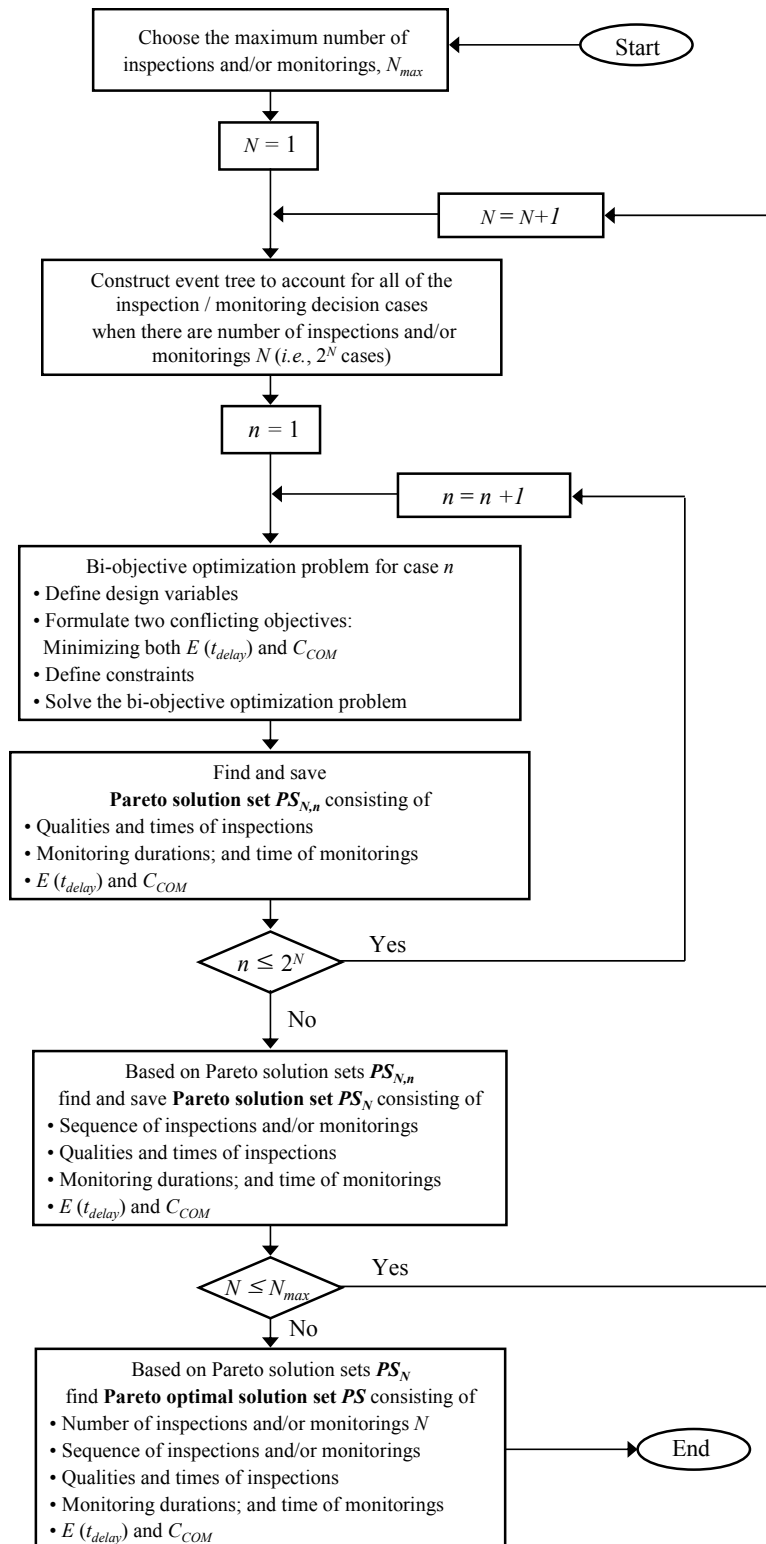 Start
Choose the maximum number of
inspections and/or monitorings, Nmax
N = 1
N = N+1
Construct event tree to account for all of the
inspection / monitoring decision cases
when there are number of inspections and/or
monitorings N (i.e., 2^N cases)
n = 1
n = n +1
Bi-objective optimization problem for case n
• Define design variables
• Formulate two conflicting objectives:
Minimizing both E (tdelay) and CCOM
• Define constraints
• Solve the bi-objective optimization problem
Find and save
Pareto solution set PSN,n consisting of
• Qualities and times of inspections
• Monitoring durations; and time of monitorings
• E (tdelay) and CCOM
n ≤ 2^N
Yes
No
Based on Pareto solution sets PSN,n
find and save Pareto solution set PSN consisting of
• Sequence of inspections and/or monitorings
• Qualities and times of inspections
• Monitoring durations; and time of monitorings
• E (tdelay) and CCOM
N ≤ Nmax
Yes
No
Based on Pareto solution sets PSN
find Pareto optimal solution set PS consisting of
• Number of inspections and/or monitorings N
• Sequence of inspections and/or monitorings
• Qualities and times of inspections
• Monitoring durations; and time of monitorings
• E (tdelay) and CCOM
End